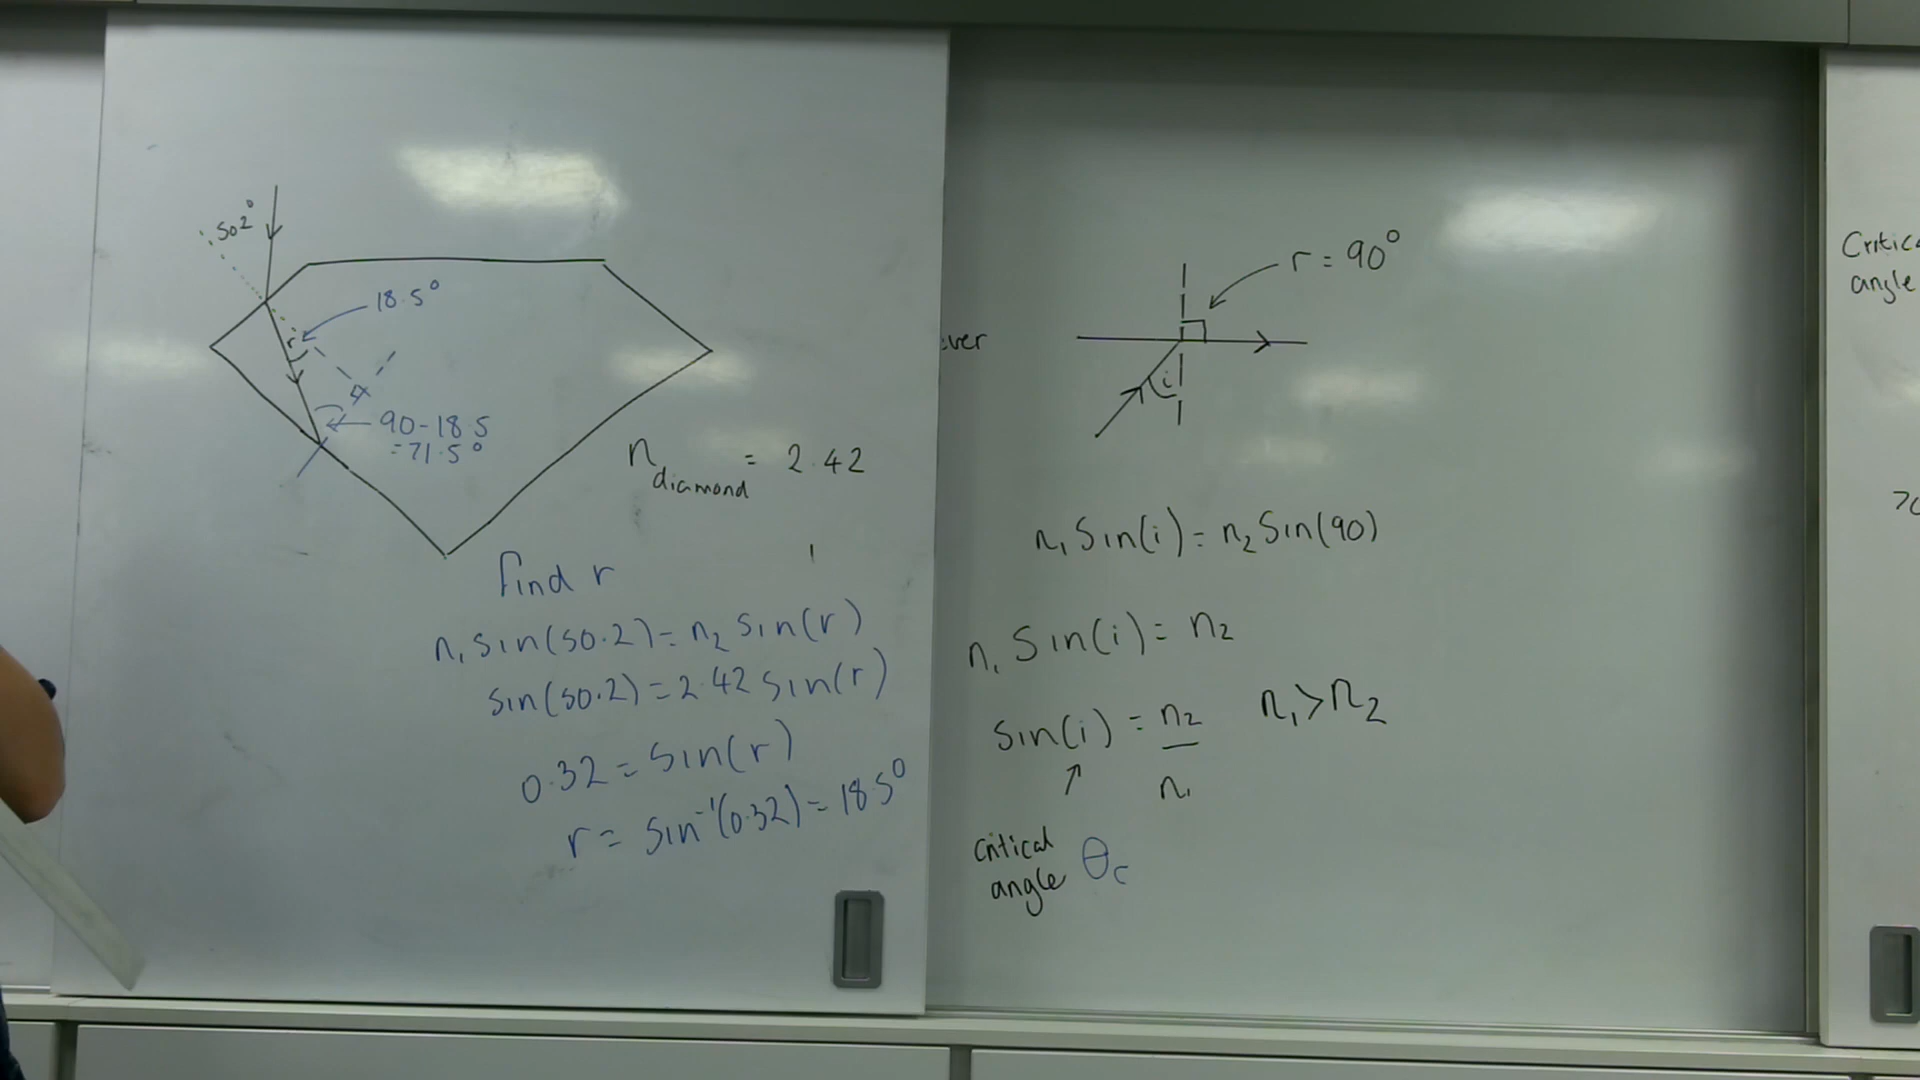 50.2°
18.5°
r
90-18.5
=71.5°
n diamond = 2.42
find r
n₁ sin(50.2) = n₂ sin(r)
sin(50.2) = 2.42 sin(r)
0.32 = sin(r)
r = sin⁻¹(0.32) = 18.5°
ver
r = 90°
i
n₁ Sin(i) = n₂ Sin(90)
n₁ Sin(i) = n₂
Sin(i) = n₂/n₁ n₁ > n₂
critical
angle θc
Critic
angle